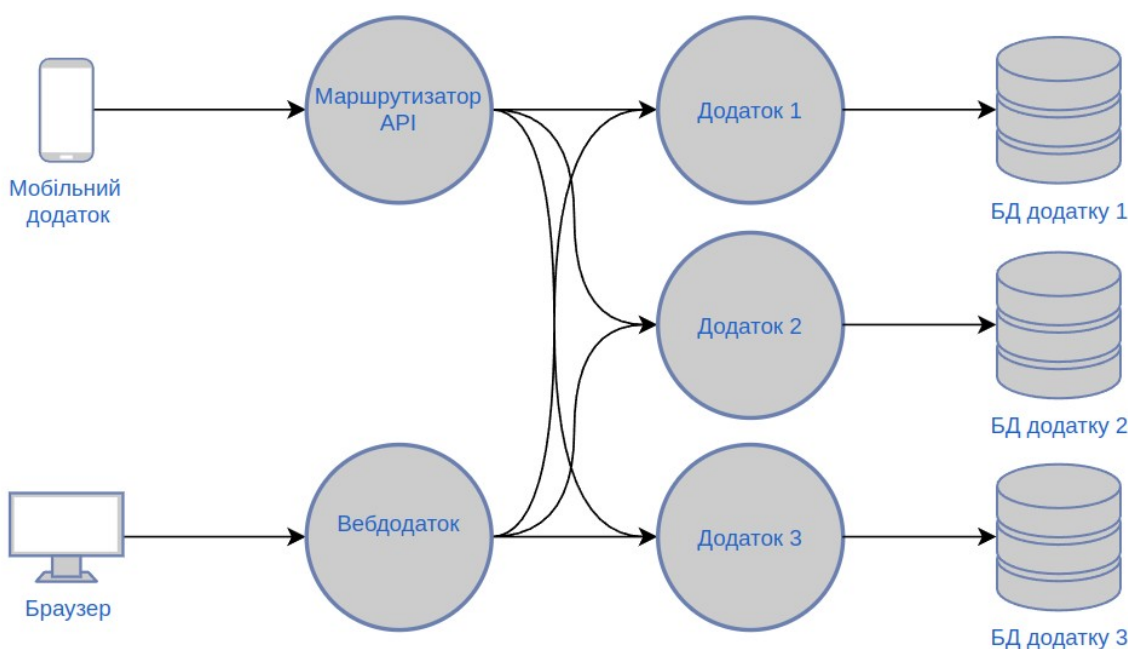 Мобільний
додаток
Маршрутизатор
API
Додаток 1
БД додатку 1
Додаток 2
БД додатку 2
Браузер
Вебдодаток
Додаток 3
БД додатку 3